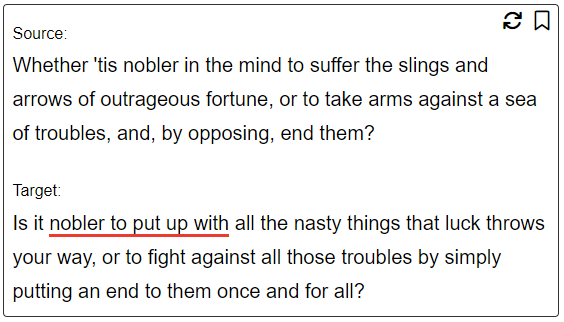 Source:
Whether 'tis nobler in the mind to suffer the slings and
arrows of outrageous fortune, or to take arms against a sea
of troubles, and, by opposing, end them?
Target:
Is it nobler to put up with all the nasty things that luck throws
your way, or to fight against all those troubles by simply
putting an end to them once and for all?